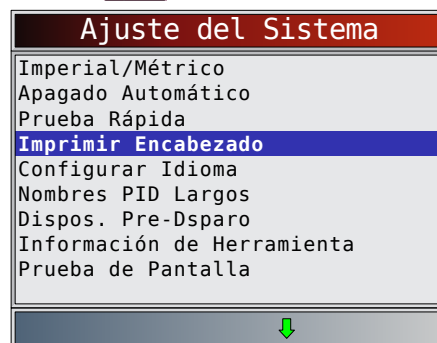 Ajuste del Sistema
Imperial/Métrico
Apagado Automático
Prueba Rápida
Imprimir Encabezado
Configurar Idioma
Nombres PID Largos
Dispos. Pre-Dsparo
Información de Herramienta
Prueba de Pantalla